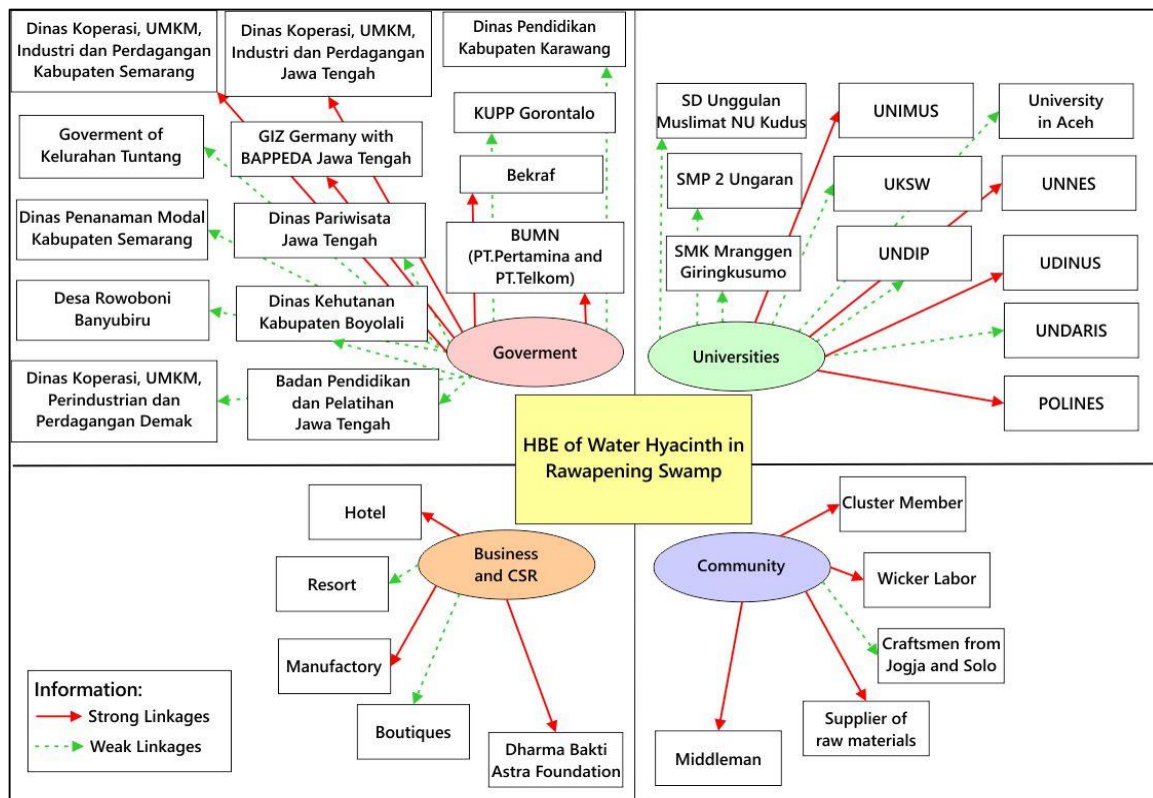 Dinas Koperasi, UMKM,
Industri dan Perdagangan
Kabupaten Semarang
Dinas Koperasi, UMKM,
Industri dan Perdagangan
Jawa Tengah
Dinas Pendidikan
Kabupaten Karawang
Goverment of
Kelurahan Tuntang
GIZ Germany with
BAPPEDA Jawa Tengah
KUPP Gorontalo
Bekraf
Dinas Penanaman Modal
Kabupaten Semarang
Dinas Pariwisata
Jawa Tengah
BUMN
(PT.Pertamina and
PT.Telkom)
Desa Rowoboni
Banyubiru
Dinas Kehutanan
Kabupaten Boyolali
Goverment
Dinas Koperasi, UMKM,
Perindustrian dan
Perdagangan Demak
Badan Pendidikan
dan Pelatihan
Jawa Tengah
SD Unggulan
Muslimat NU Kudus
UNIMUS
University
in Aceh
SMP 2 Ungaran
UKSW
UNNES
SMK Mranggen
Giringkusumo
UNDIP
UDINUS
Universities
UNDARIS
POLINES
HBE of Water Hyacinth in
Rawapening Swamp
Hotel
Business
and CSR
Resort
Manufactory
Boutiques
Dharma Bakti
Astra Foundation
Information:
Strong Linkages
Weak Linkages
Cluster Member
Community
Wicker Labor
Craftsmen from
Jogja and Solo
Supplier of
raw materials
Middleman